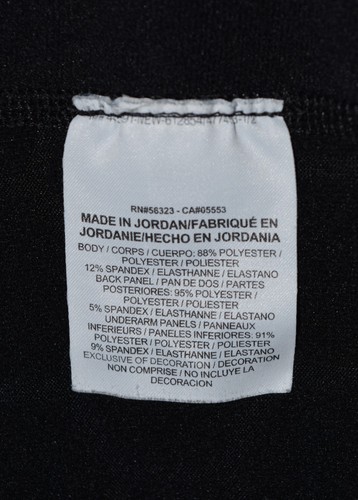 RN#56323 - CA#05553
MADE IN JORDAN/FABRIQUÉ EN
JORDANIE/HECHO EN JORDANIA
BODY / CORPS / CUERPO: 88% POLYESTER /
POLYESTER / POLIESTER
12% SPANDEX / ELASTHANNE / ELASTANO
BACK PANEL / PAN DE DOS / PARTES
POSTERIORES: 95% POLYESTER /
POLYESTER / POLIESTER
5% SPANDEX / ELASTHANNE / ELASTANO
UNDERARM PANELS / PANNEAUX
INFERIEURS / PANELES INFERIORES: 91%
POLYESTER / POLYESTER / POLIESTER
9% SPANDEX / ELASTHANNE / ELASTANO
EXCLUSIVE OF DECORATION / DECORATION
NON COMPRISE / NO INCLUYE LA
DECORACION